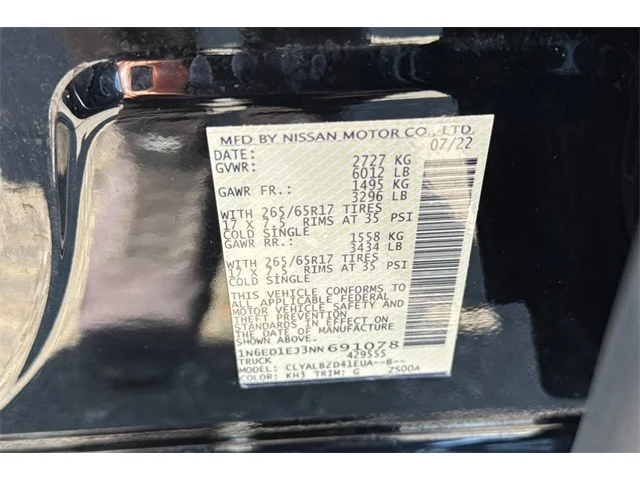 MFD BY NISSAN MOTOR CO., LTD.
DATE: 07/22
GVWR: 2727 KG
6012 LB
GAWR FR.: 1495 KG
3296 LB
WITH 265/65R17 TIRES
17 X 7.5 RIMS AT 35 PSI
COLD SINGLE
GAWR RR.: 1558 KG
3434 LB
WITH 265/65R17 TIRES
17 X 7.5 RIMS AT 35 PSI
COLD SINGLE
THIS VEHICLE CONFORMS TO
ALL APPLICABLE FEDERAL
MOTOR VEHICLE SAFETY AND
THEFT PREVENTION
STANDARDS IN EFFECT ON
THE DATE OF MANUFACTURE
1N6ED1EJ3NN691078
TRUCK 429555
MODEL: CLYALBZD41EUA--B--
COLOR: KH3 TRIM: G 2500A